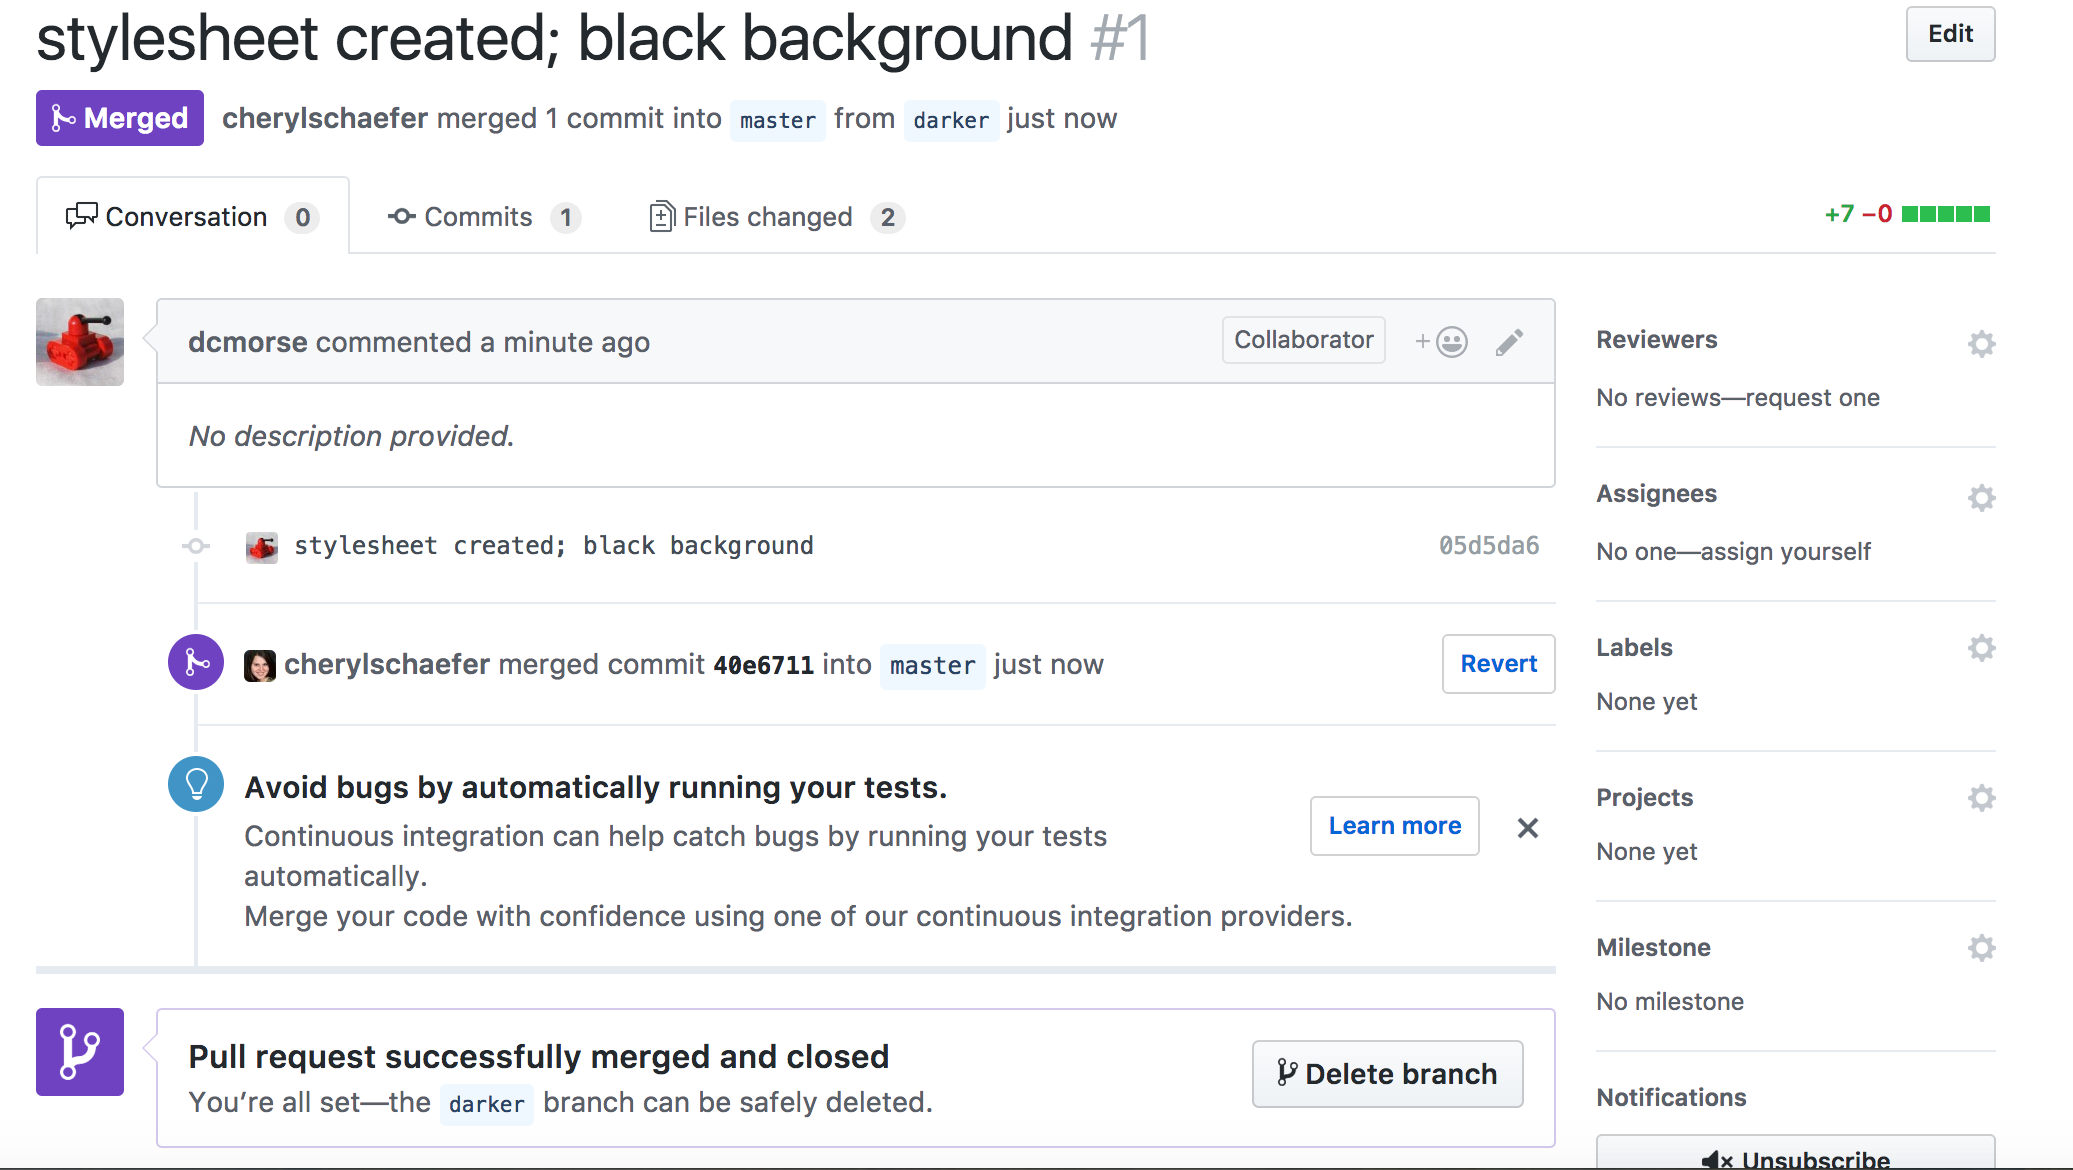 stylesheet created; black background #1
Edit
Merged
cherylschaefer merged 1 commit into master from darker just now
Conversation 0
Commits 1
Files changed 2
+7 −0
dcmorse commented a minute ago
Collaborator
+
No description provided.
stylesheet created; black background
05d5da6
cherylschaefer merged commit 40e6711 into master just now
Revert
Avoid bugs by automatically running your tests.
Continuous integration can help catch bugs by running your tests
automatically.
Merge your code with confidence using one of our continuous integration providers.
Learn more
Pull request successfully merged and closed
You’re all set—the darker branch can be safely deleted.
Delete branch
Reviewers
No reviews—request one
Assignees
No one—assign yourself
Labels
None yet
Projects
None yet
Milestone
No milestone
Notifications
Unsubscribe